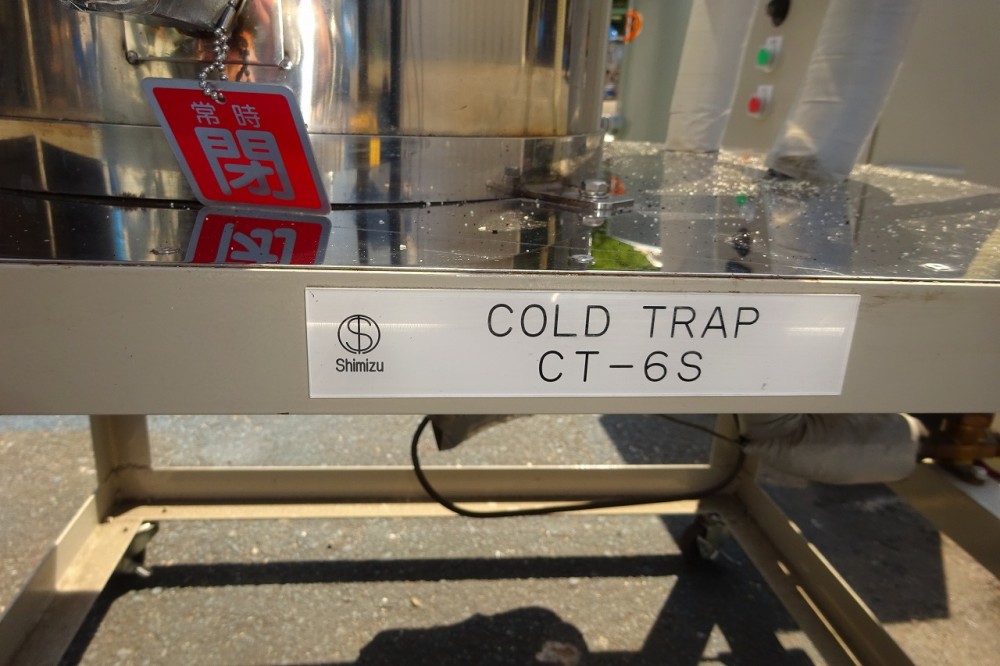 常時
閉
Shimizu
COLD TRAP
CT-6S